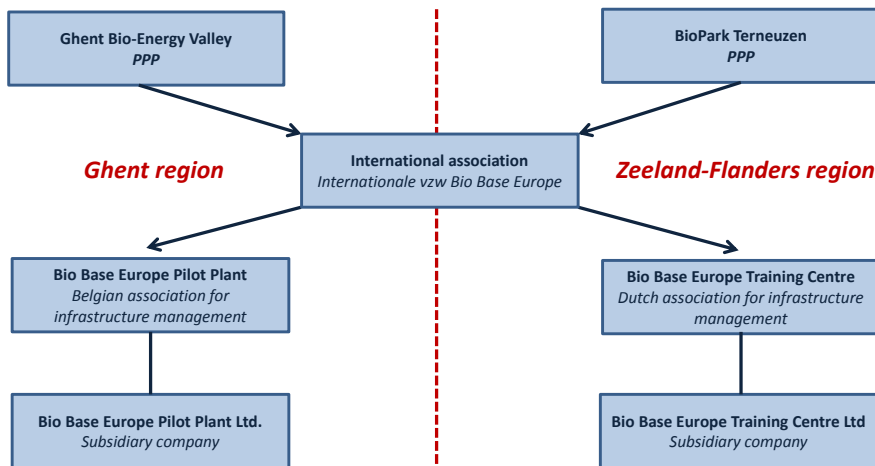 Ghent Bio-Energy Valley
PPP
BioPark Terneuzen
PPP
International association
Internationale vzw Bio Base Europe
Ghent region
Zeeland-Flanders region
Bio Base Europe Pilot Plant
Belgian association for
infrastructure management
Bio Base Europe Training Centre
Dutch association for infrastructure
management
Bio Base Europe Pilot Plant Ltd.
Subsidiary company
Bio Base Europe Training Centre Ltd
Subsidiary company